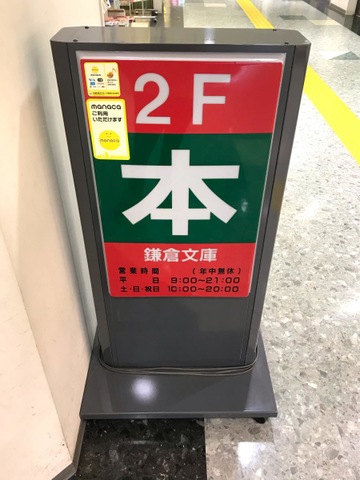 2F
本
鎌倉文庫
営業時間 (年中無休)
平 日 9:00〜21:00
土・日・祝日 10:00〜20:00
manaca
ご利用
いただけます
manaca